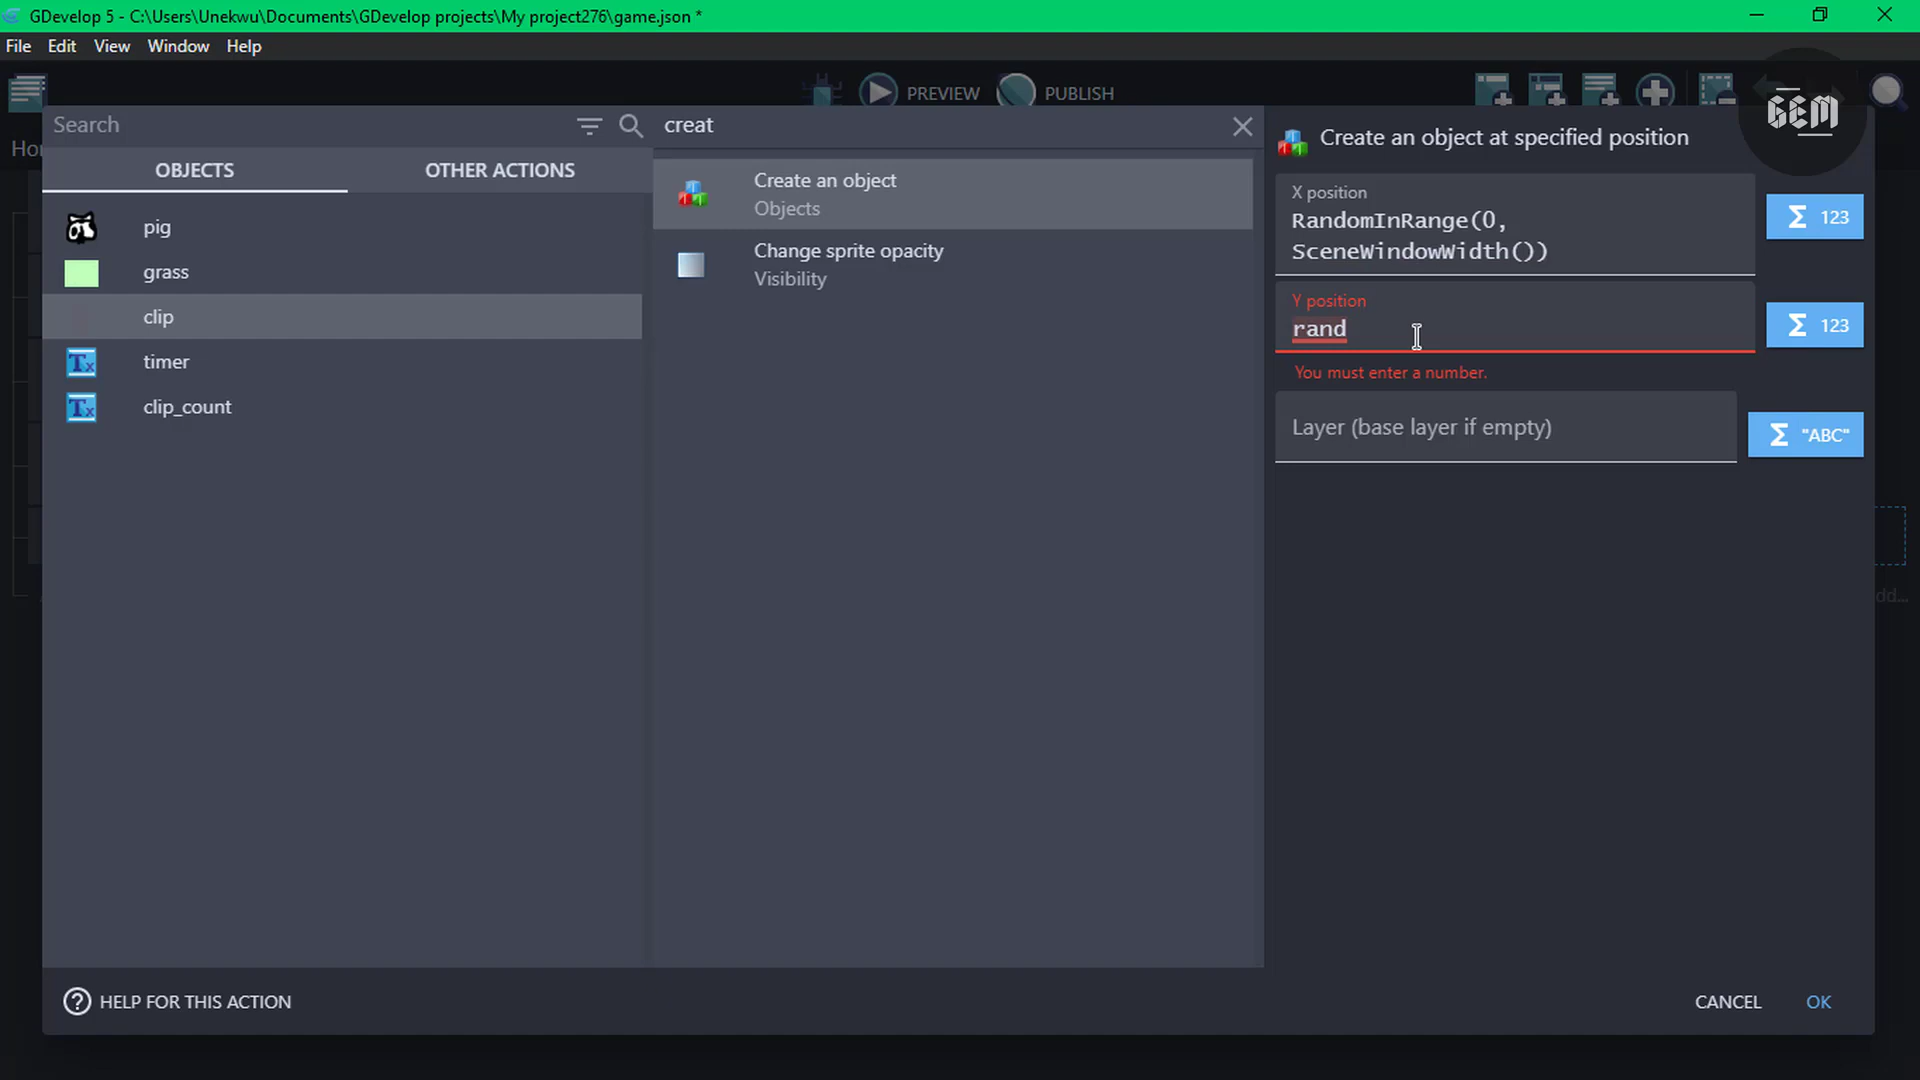 GDevelop 5 - C:\Users\Unekwu\Documents\GDevelop projects\My project276\game.json *
File Edit View Window Help
PREVIEW PUBLISH
GEM
Search
creat
OBJECTS OTHER ACTIONS
pig
grass
clip
timer
clip_count
Create an object
Objects
Change sprite opacity
Visibility
Create an object at specified position
X position
RandomInRange(0,
SceneWindowWidth())
Σ 123
Y position
rand
Σ 123
You must enter a number.
Layer (base layer if empty)
Σ "ABC"
HELP FOR THIS ACTION
CANCEL OK